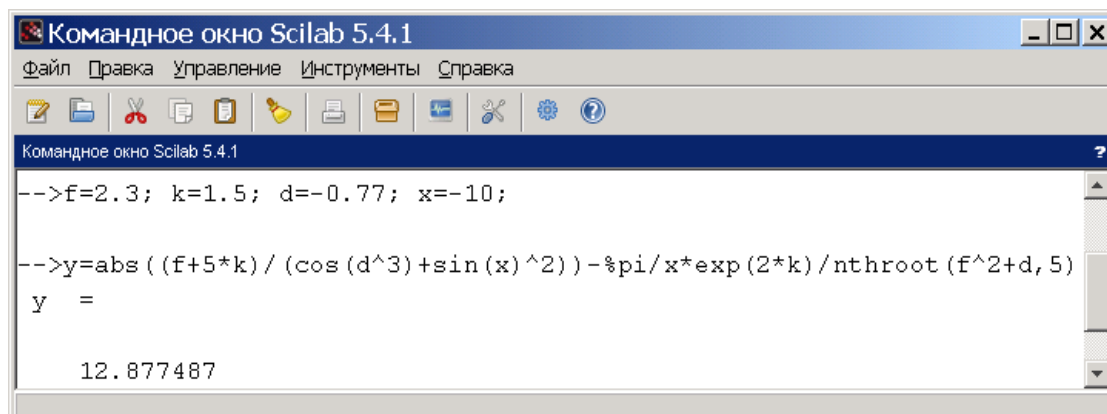 Командное окно Scilab 5.4.1
Файл Правка Управление Инструменты Справка
Командное окно Scilab 5.4.1 ?
-->f=2.3; k=1.5; d=-0.77; x=-10;
-->y=abs((f+5*k)/(cos(d^3)+sin(x)^2))-%pi/x*exp(2*k)/nthroot(f^2+d,5)
y =
12.877487